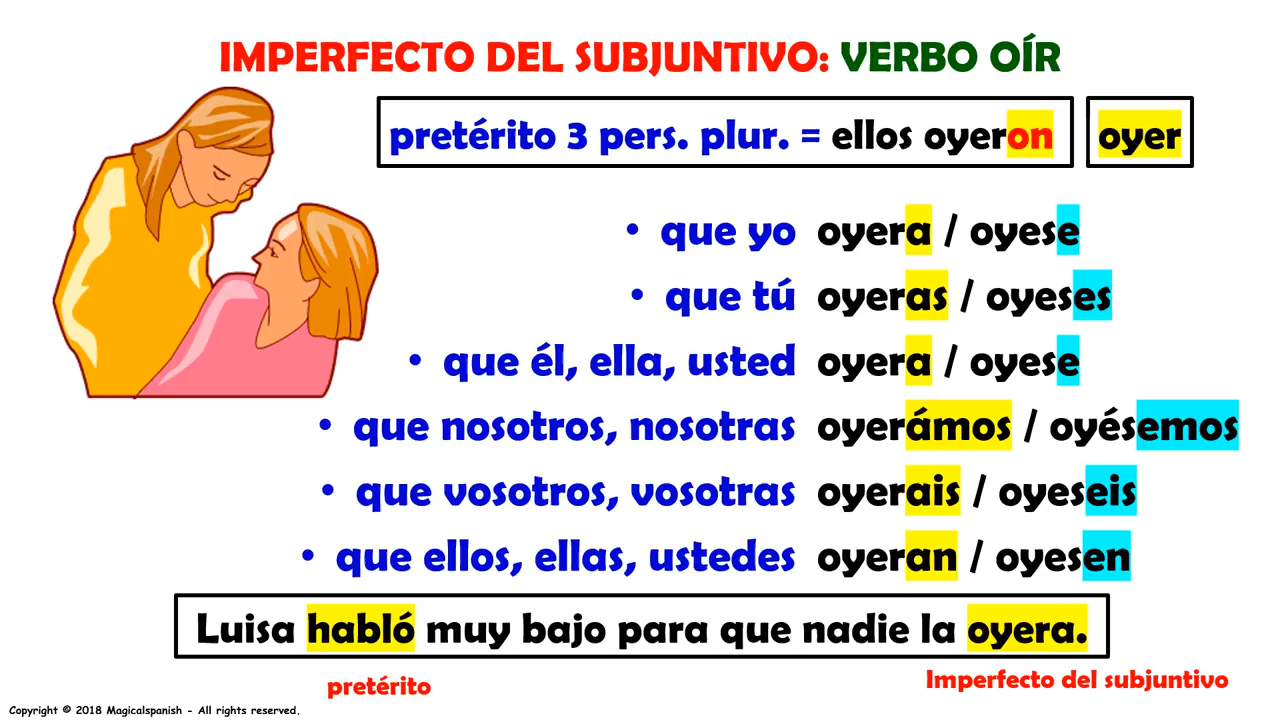 IMPERFECTO DEL SUBJUNTIVO: VERBO OÍR
pretérito 3 pers. plur. = ellos oyeron
oyer
• que yo oyera / oyese
• que tú oyeras / oyeses
• que él, ella, usted oyera / oyese
• que nosotros, nosotras oyerámos / oyésemos
• que vosotros, vosotras oyerais / oyeseis
• que ellos, ellas, ustedes oyeran / oyesen
Luisa habló muy bajo para que nadie la oyera.
pretérito
Imperfecto del subjuntivo
Copyright © 2018 Magicalspanish - All rights reserved.